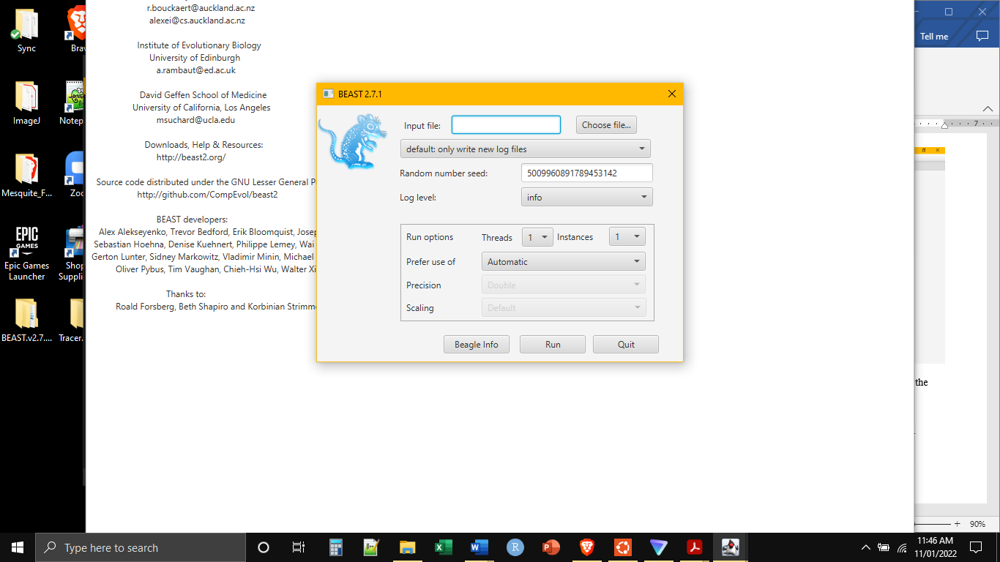 Sync
Brav
ImageJ
Notep
Mesquite_F...
Zoo
EPIC
GAMES
Epic Games
Launcher
Shop
Supplie
BEAST.v2.7....
Tracer.
r.bouckaert@auckland.ac.nz
alexei@cs.auckland.ac.nz
Institute of Evolutionary Biology
University of Edinburgh
a.rambaut@ed.ac.uk
David Geffen School of Medicine
University of California, Los Angeles
msuchard@ucla.edu
Downloads, Help & Resources:
http://beast2.org/
Source code distributed under the GNU Lesser General P
http://github.com/CompEvol/beast2
BEAST developers:
Alex Alekseyenko, Trevor Bedford, Erik Bloomquist, Josep
Sebastian Hoehna, Denise Kuehnert, Philippe Lemey, Wai
Gerton Lunter, Sidney Markowitz, Vladimir Minin, Michael
Oliver Pybus, Tim Vaughan, Chieh-Hsi Wu, Walter Xi
Thanks to:
Roald Forsberg, Beth Shapiro and Korbinian Strimme
BEAST 2.7.1
Input file:
Choose file...
default: only write new log files
Random number seed:
5009960891789453142
Log level:
info
Run options
Threads
1
Instances
1
Prefer use of
Automatic
Precision
Double
Scaling
Default
Beagle Info
Run
Quit
Tell me
7
the
90%
Type here to search
11:46 AM
11/01/2022